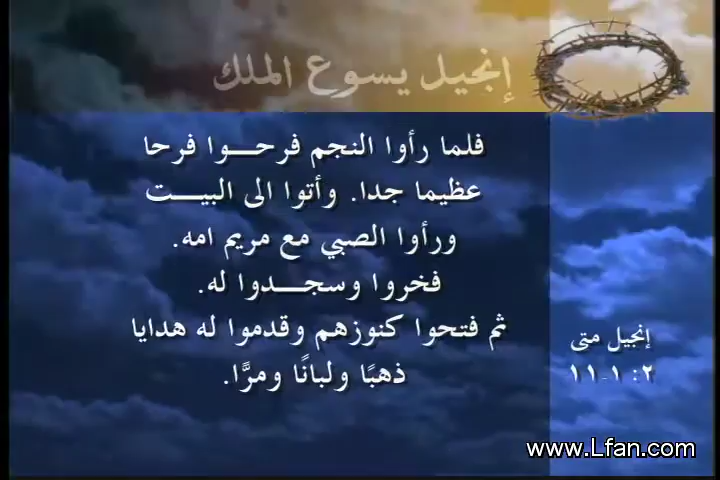 إنجيل يسوع الملك
فلما رأوا النجم فرحوا فرحا
عظيما جدا. وأتوا الى البيت
ورأوا الصبي مع مريم امه.
فخروا وسجدوا له.
ثم فتحوا كنوزهم وقدموا له هدايا
ذهبًا ولبانًا ومرًّا.
إنجيل متى
٢: ١-١١
www.Lfan.com